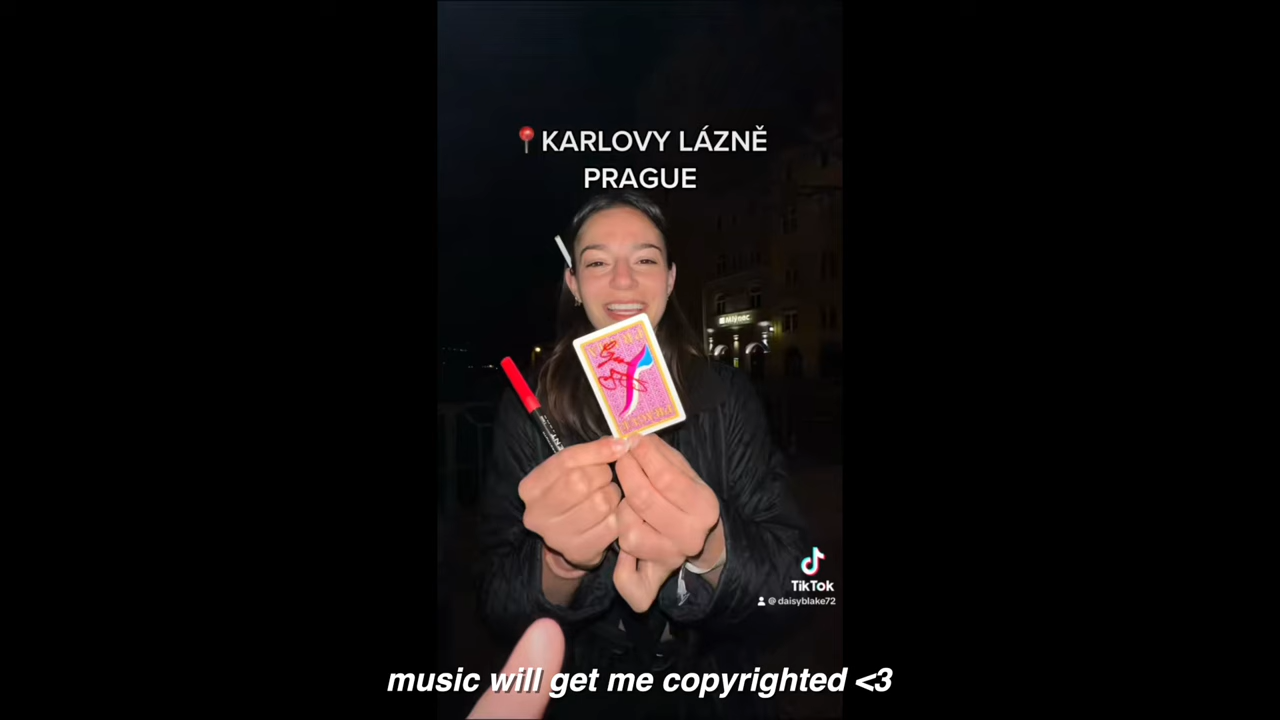 📍KARLOVY LÁZNĚ
PRAGUE
TikTok
@daisyblake72
music will get me copyrighted <3